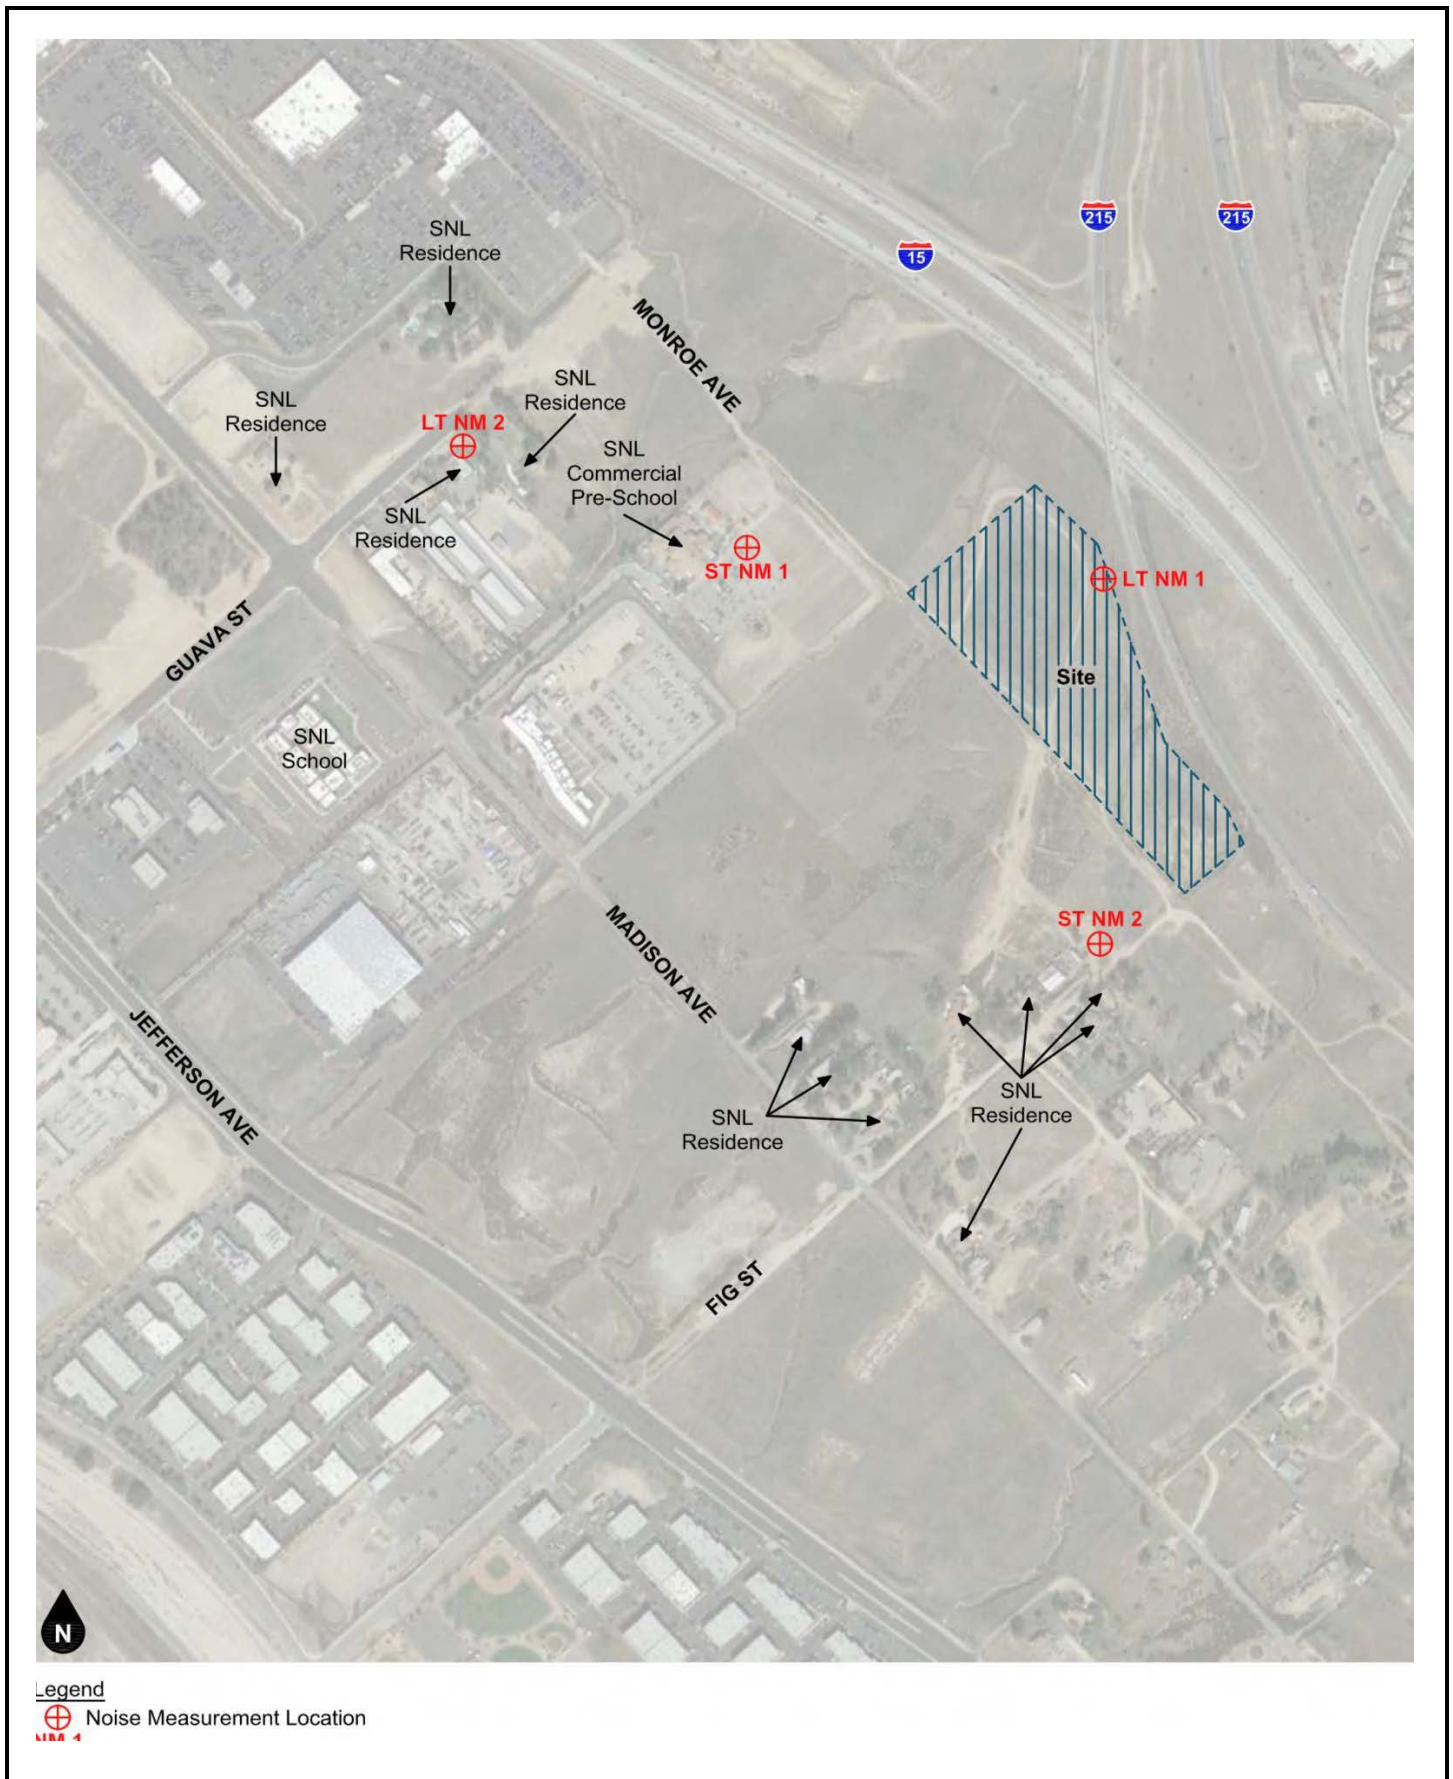 215
215
15
SNL
Residence
MONROE AVE
SNL
Residence
SNL
Residence
LT NM 2
SNL
Commercial
Pre-School
SNL
Residence
ST NM 1
LT NM 1
GUAVA ST
Site
SNL
School
ST NM 2
MADISON AVE
JEFFERSON AVE
SNL
Residence
SNL
Residence
FIG ST
N
Legend
Noise Measurement Location
NM 1